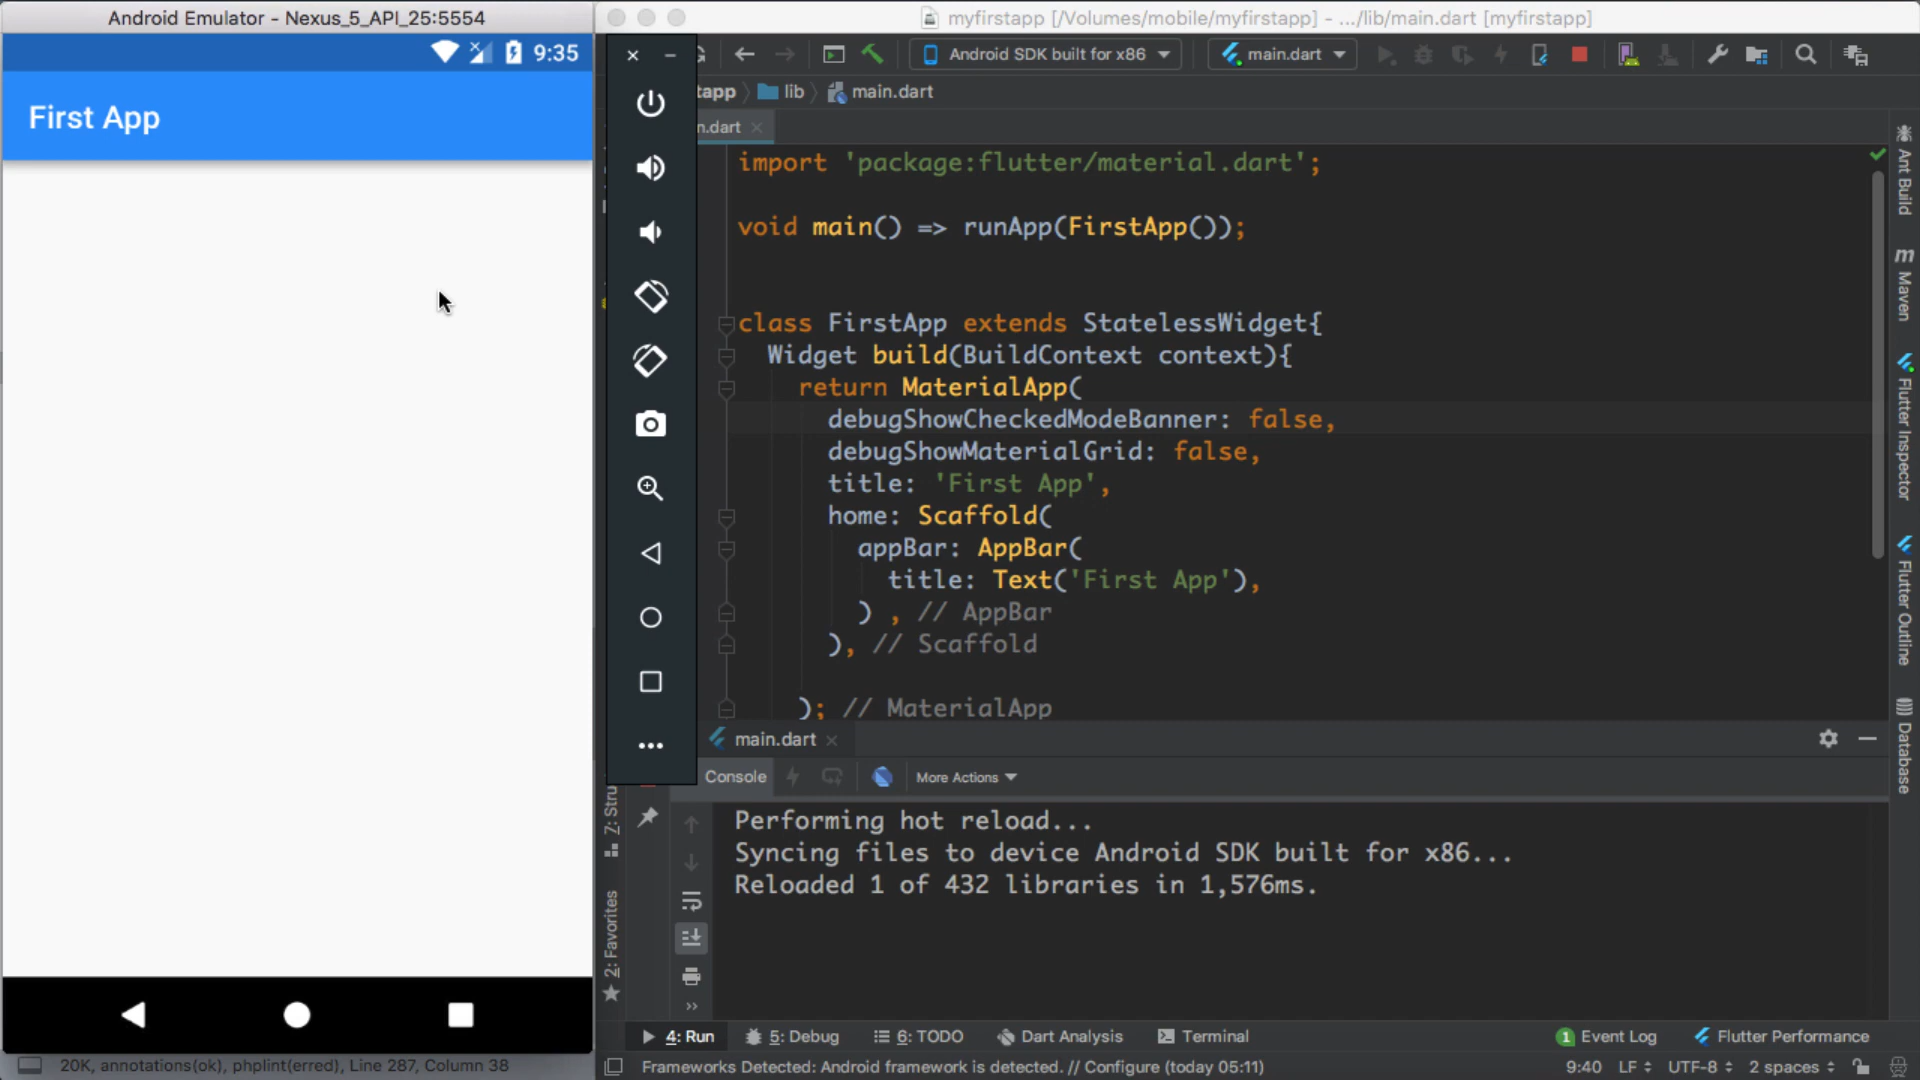 Android Emulator - Nexus_5_API_25:5554
myfirstapp [/Volumes/mobile/myfirstapp] - .../lib/main.dart [myfirstapp]
9:35
First App
Android SDK built for x86
main.dart
lib
main.dart
import 'package:flutter/material.dart';
void main() => runApp(FirstApp());
class FirstApp extends StatelessWidget{
Widget build(BuildContext context){
return MaterialApp(
debugShowCheckedModeBanner: false,
debugShowMaterialGrid: false,
title: 'First App',
home: Scaffold(
appBar: AppBar(
title: Text('First App'),
) , // AppBar
), // Scaffold
); // MaterialApp
Ant Build
Maven
Flutter Inspector
Flutter Outline
Database
main.dart
Console
More Actions
Performing hot reload...
Syncing files to device Android SDK built for x86...
Reloaded 1 of 432 libraries in 1,576ms.
2: Favorites
4: Run
5: Debug
6: TODO
Dart Analysis
Terminal
1 Event Log
Flutter Performance
20K, annotations(ok), phplint(erred), Line 287, Column 38
Frameworks Detected: Android framework is detected. // Configure (today 05:11)
9:40
LF
UTF-8
2 spaces